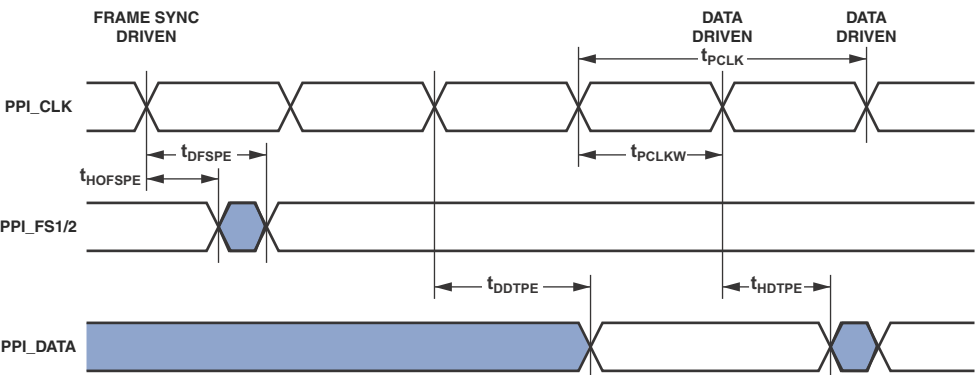 FRAME SYNC
DRIVEN
DATA
DRIVEN
DATA
DRIVEN
tPCLK
PPI_CLK
tDFSPE
tPCLKW
tHOFSPE
PPI_FS1/2
tDDTPE
tHDTPE
PPI_DATA